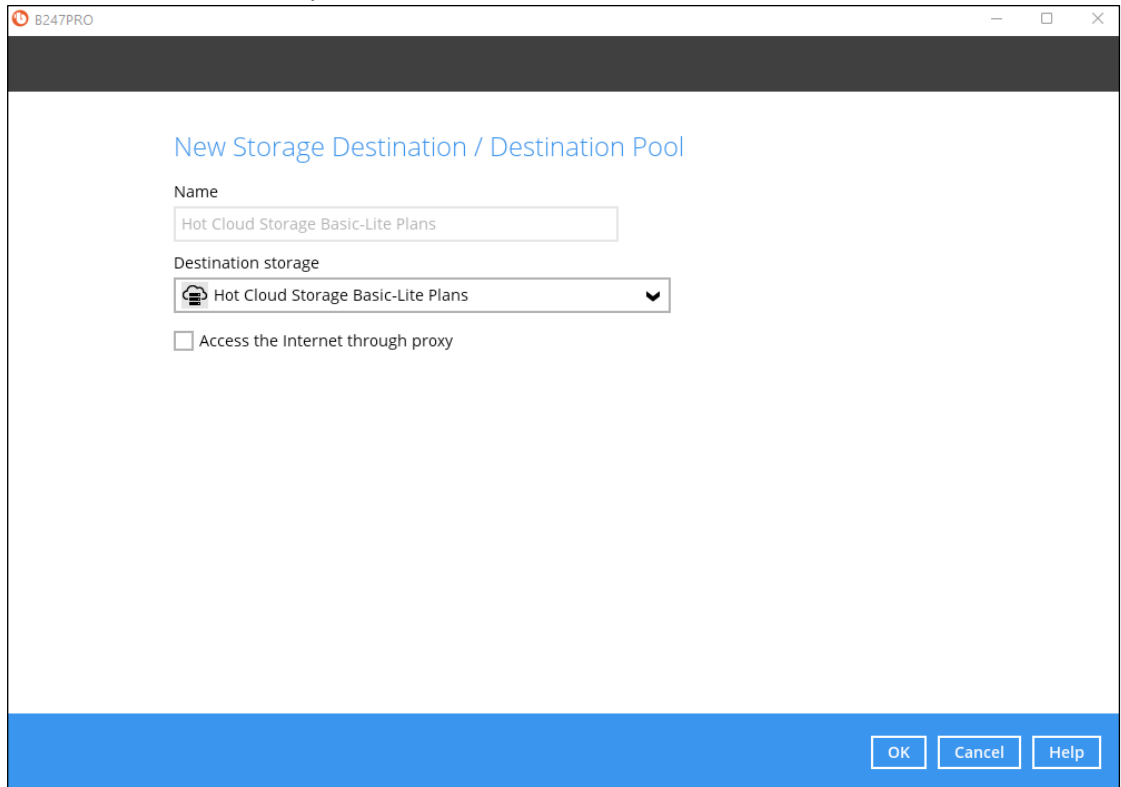 B247PRO
New Storage Destination / Destination Pool
Name
Hot Cloud Storage Basic-Lite Plans
Destination storage
Hot Cloud Storage Basic-Lite Plans
Access the Internet through proxy
OK Cancel Help